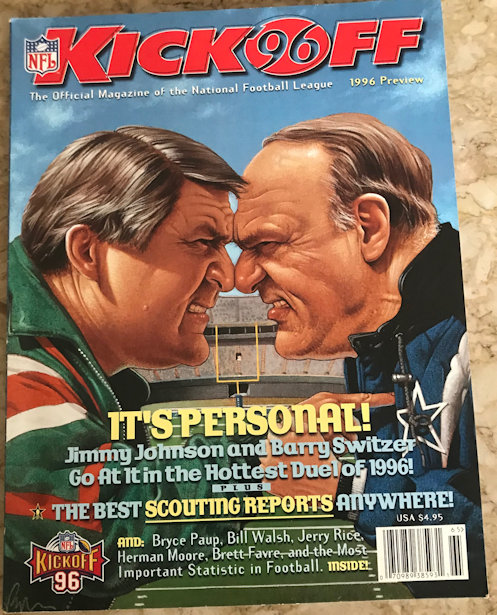 NFL
KICKOFF
96
The Official Magazine of the National Football League 1996 Preview
IT'S PERSONAL!
Jimmy Johnson and Barry Switzer
Go At It in the Hottest Duel of 1996!
PLUS
THE BEST SCOUTING REPORTS ANYWHERE!
USA $4.95
AND: Bryce Paup, Bill Walsh, Jerry Rice,
Herman Moore, Brett Favre, and the Most
Important Statistic in Football. INSIDE!
NFL
KICKOFF
96
0 70989 38593